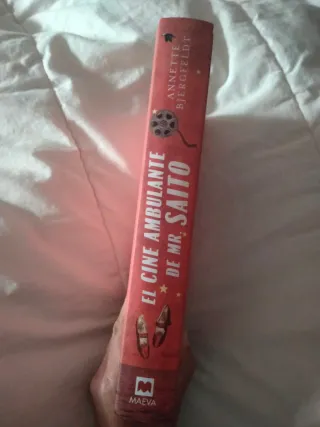 ANNETTE
BJERGFELDT
EL CINE AMBULANTE
DE MR. SAITO
MAEVA